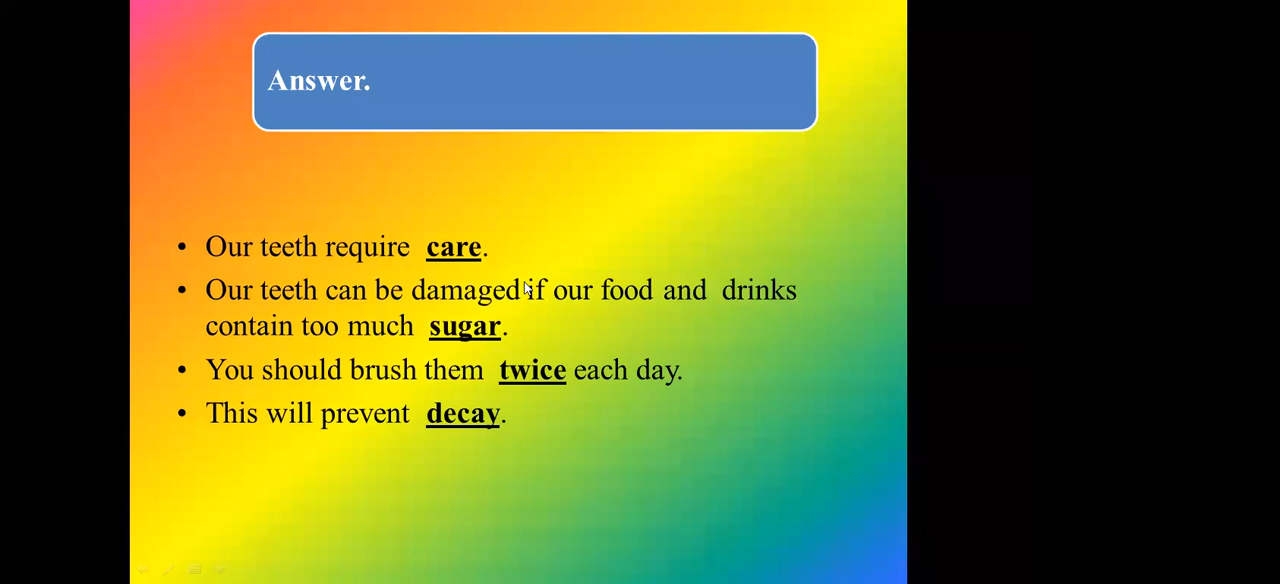 Answer.
• Our teeth require care.
• Our teeth can be damaged if our food and drinks
contain too much sugar.
• You should brush them twice each day.
• This will prevent decay.